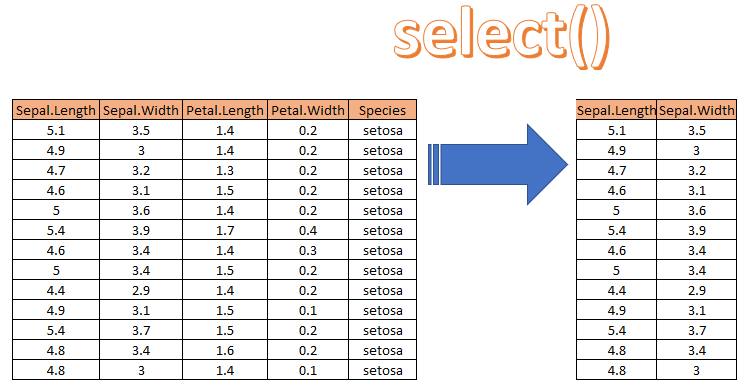 select()
Sepal.Length Sepal.Width Petal.Length Petal.Width Species Sepal.Length Sepal.Width
5.1 3.5 1.4 0.2 setosa 5.1 3.5
4.9 3 1.4 0.2 setosa 4.9 3
4.7 3.2 1.3 0.2 setosa 4.7 3.2
4.6 3.1 1.5 0.2 setosa 4.6 3.1
5 3.6 1.4 0.2 setosa 5 3.6
5.4 3.9 1.7 0.4 setosa 5.4 3.9
4.6 3.4 1.4 0.3 setosa 4.6 3.4
5 3.4 1.5 0.2 setosa 5 3.4
4.4 2.9 1.4 0.2 setosa 4.4 2.9
4.9 3.1 1.5 0.1 setosa 4.9 3.1
5.4 3.7 1.5 0.2 setosa 5.4 3.7
4.8 3.4 1.6 0.2 setosa 4.8 3.4
4.8 3 1.4 0.1 setosa 4.8 3